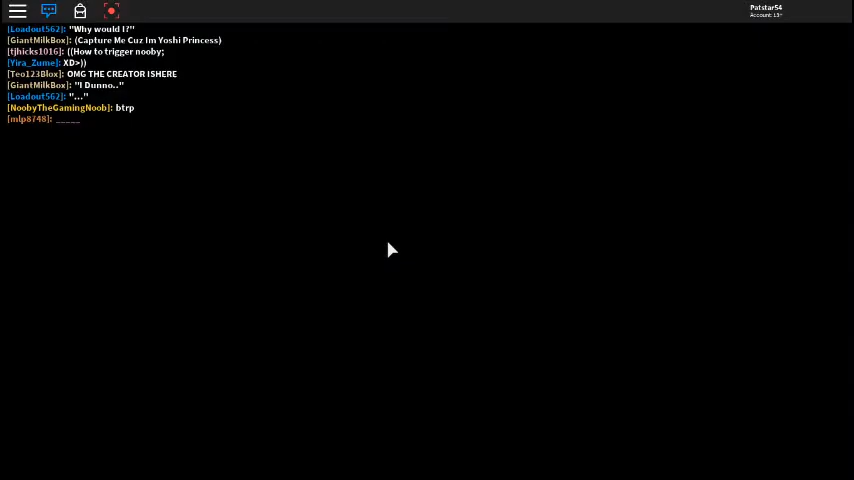 Patstar54
Account: 13+
[Loadout562]: "Why would I?"
[GiantMilkBox]: (Capture Me Cuz Im Yoshi Princess)
[tjhicks1016]: ((How to trigger nooby;
[Yira_Zume]: XD>))
[Teo123Blox]: OMG THE CREATOR ISHERE
[GiantMilkBox]: "I Dunno.."
[Loadout562]: "..."
[NoobyTheGamingNoob]: btrp
[mlp8748]: _____